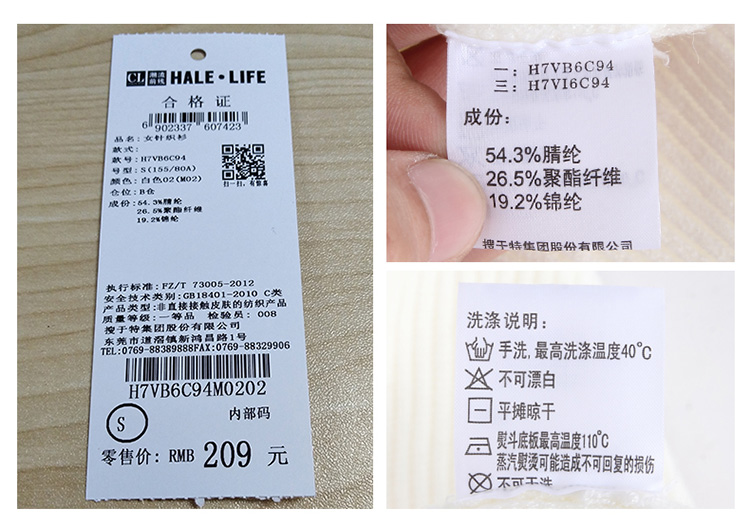 CL 潮流前线 HALE·LIFE
合格证
6 902337 607423
品名：女针织衫
款式：
款号：H7VB6C94
号型：S(155/80A)
颜色：白色02(M02)
仓位：B仓
成份：54.3%腈纶
26.5%聚酯纤维
19.2%锦纶
扫一扫，有惊喜
执行标准：FZ/T 73005-2012
安全技术类别：GB18401-2010 C类
产品类型：非直接接触皮肤的纺织产品
质量等级：一等品 检验员：008
搜于特集团股份有限公司
东莞市道滘镇新鸿昌路1号
TEL:0769-88389888FAX:0769-88329906
H7VB6C94M0202
S
内部码
零售价：RMB 209 元
一：H7VB6C94
三：H7VI6C94
成份：
54.3%腈纶
26.5%聚酯纤维
19.2%锦纶
搜于特集团股份有限公司
洗涤说明：
手洗,最高洗涤温度40℃
不可漂白
平摊晾干
熨斗底板最高温度110℃
蒸汽熨烫可能造成不可回复的损伤
不可干洗